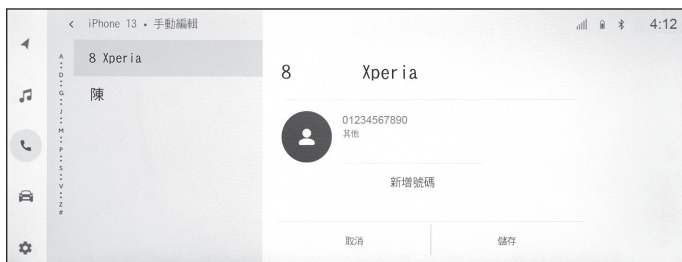 < iPhone 13 • 手動編輯
4:12
A
D
G
J
M
P
S
V
Z
#
8 Xperia
陳
8 Xperia
01234567890
其他
新增號碼
取消
儲存